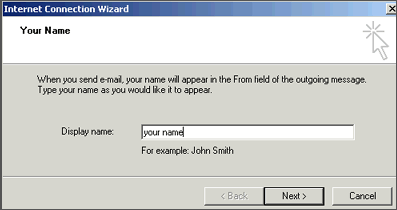 Internet Connection Wizard
Your Name
When you send e-mail, your name will appear in the From field of the outgoing message.
Type your name as you would like it to appear.
Display name: your name
For example: John Smith
< Back Next > Cancel